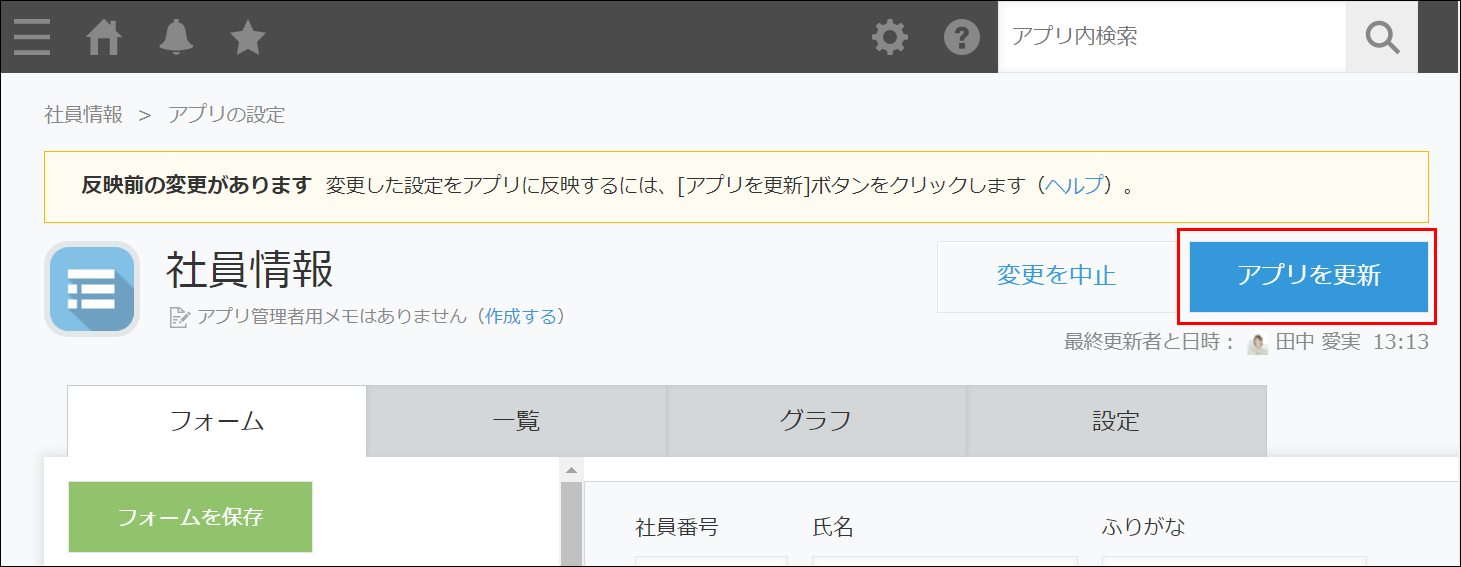 アプリ内検索
社員情報 > アプリの設定
反映前の変更があります 変更した設定をアプリに反映するには、[アプリを更新]ボタンをクリックします（ヘルプ）。
社員情報
変更を中止
アプリを更新
アプリ管理者用メモはありません（作成する）
最終更新者と日時： 田中 愛実 13:13
フォーム 一覧 グラフ 設定
フォームを保存
社員番号 氏名 ふりがな